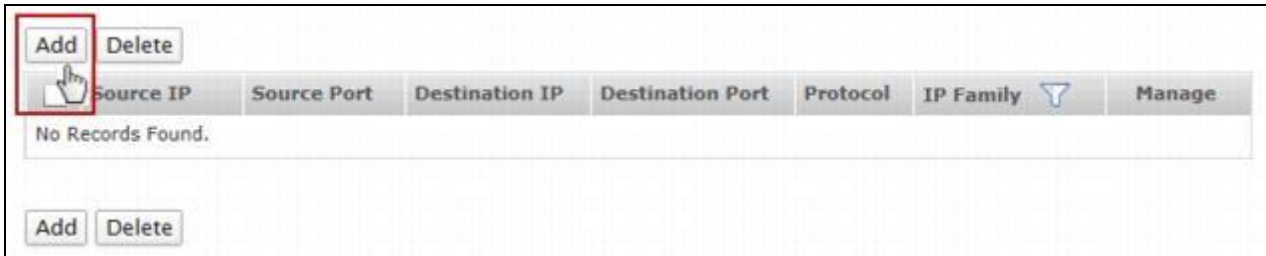 Add Delete
Source IP Source Port Destination IP Destination Port Protocol IP Family Manage
No Records Found.
Add Delete